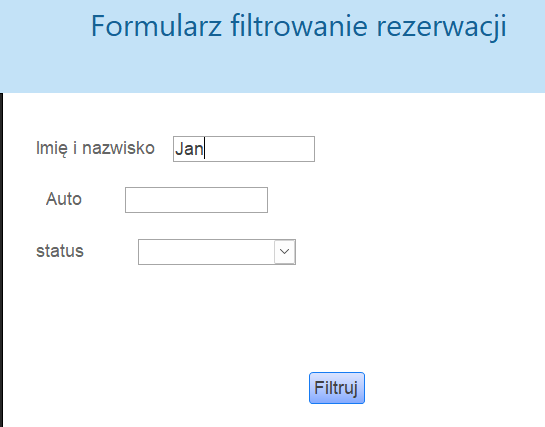 Formularz filtrowanie rezerwacji
Imię i nazwisko Jan
Auto
status
Filtruj